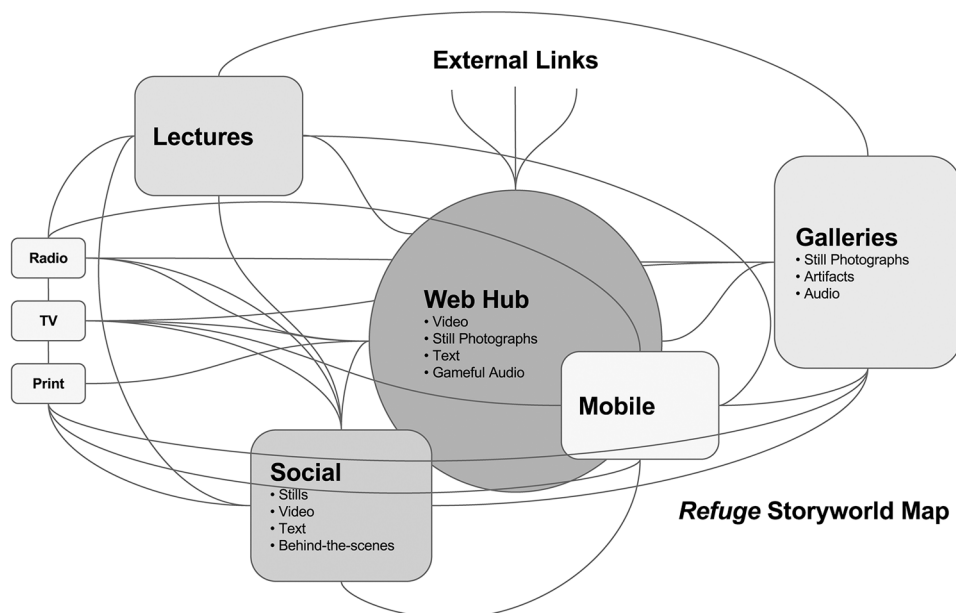 External Links
Lectures
Galleries
• Still Photographs
• Artifacts
• Audio
Radio
TV
Print
Web Hub
• Video
• Still Photographs
• Text
• Gameful Audio
Mobile
Social
• Stills
• Video
• Text
• Behind-the-scenes
Refuge Storyworld Map